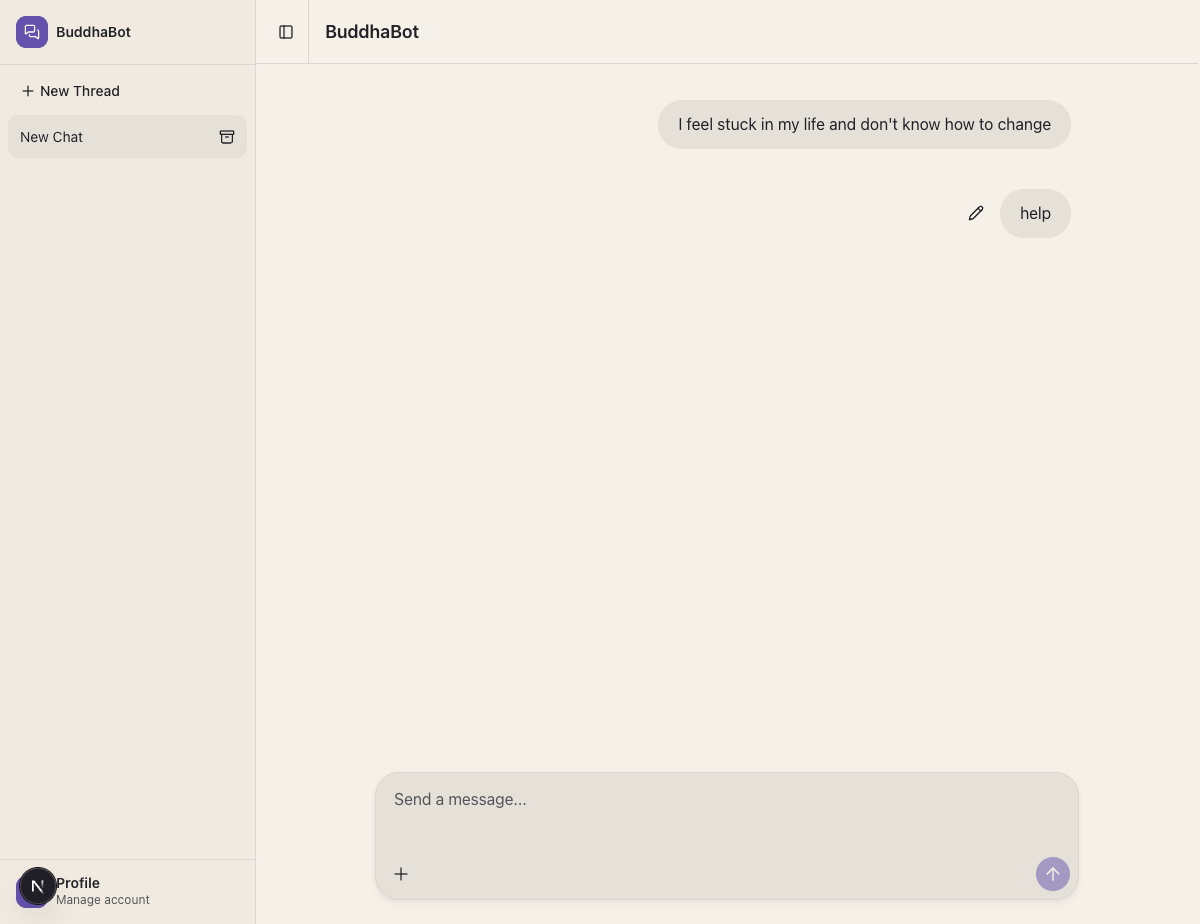 BuddhaBot
BuddhaBot
New Thread
New Chat
I feel stuck in my life and don't know how to change
help
Send a message...
N
Profile
Manage account